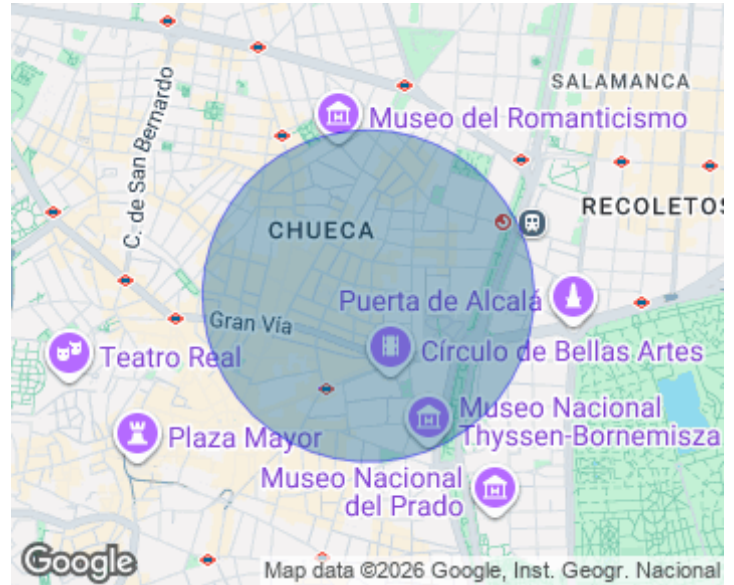 SALAMANCA
Museo del Romanticismo
C. de San Bernardo
RECOLETOS
CHUECA
Puerta de Alcalá
Gran Vía
Teatro Real
Círculo de Bellas Artes
Museo Nacional
Thyssen-Bornemisza
Plaza Mayor
Museo Nacional
del Prado
Google
Map data ©2026 Google, Inst. Geogr. Nacional